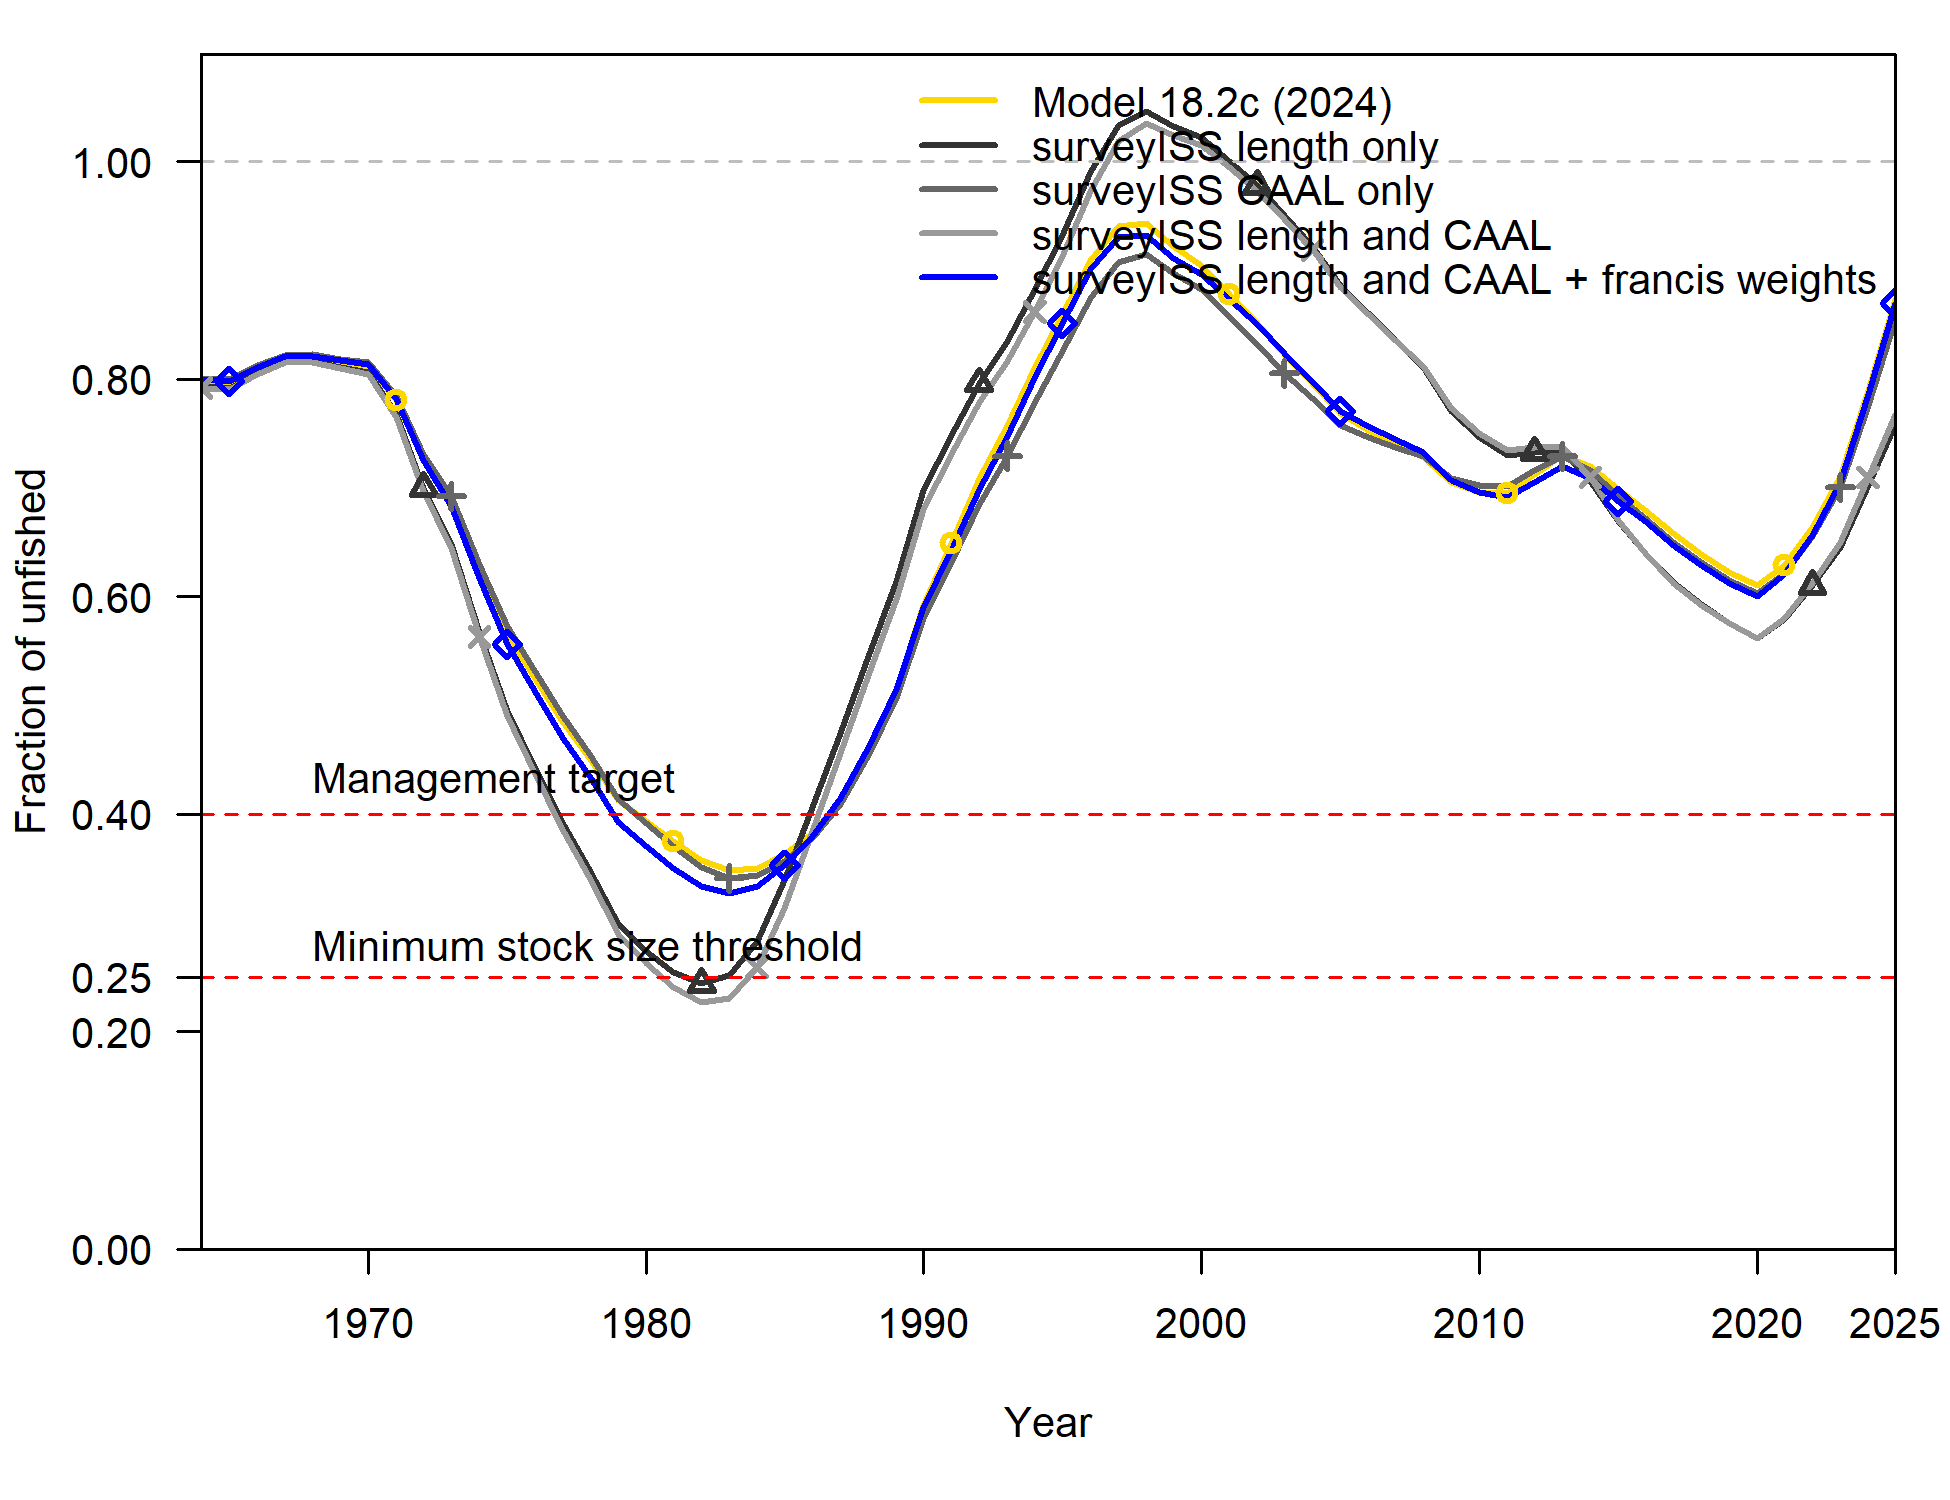 Model 18.2c (2024)
surveyISS length only
surveyISS CAAL only
surveyISS length and CAAL
surveyISS length and CAAL + francis weights
1.00
0.80
0.60
0.40
0.25
0.20
0.00
Fraction of unfished
Management target
Minimum stock size threshold
1970 1980 1990 2000 2010 2020 2025
Year